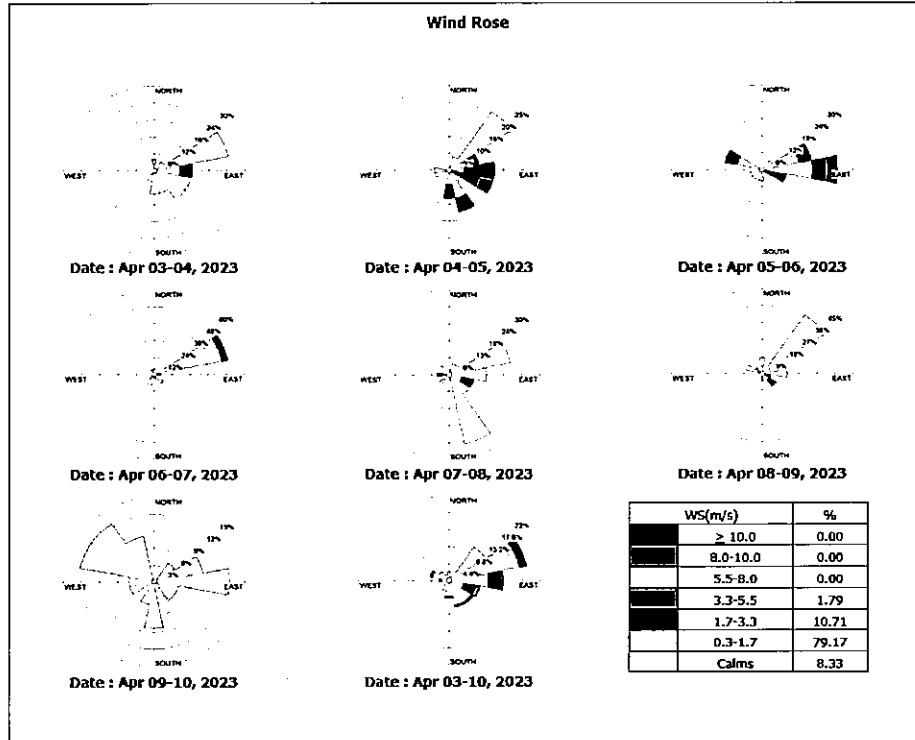 Wind Rose
NORTH
30%
24%
18%
12%
6%
WEST
EAST
SOUTH
Date : Apr 03-04, 2023
NORTH
25%
20%
15%
10%
WEST
EAST
SOUTH
Date : Apr 04-05, 2023
NORTH
30%
24%
18%
12%
6%
WEST
EAST
SOUTH
Date : Apr 05-06, 2023
NORTH
60%
48%
36%
24%
12%
WEST
EAST
SOUTH
Date : Apr 06-07, 2023
NORTH
30%
24%
18%
12%
6%
WEST
EAST
SOUTH
Date : Apr 07-08, 2023
NORTH
45%
36%
27%
18%
9%
WEST
EAST
SOUTH
Date : Apr 08-09, 2023
NORTH
15%
12%
9%
6%
3%
WEST
EAST
SOUTH
Date : Apr 09-10, 2023
NORTH
22%
17.6%
13.2%
8.8%
4.4%
WEST
EAST
Date : Apr 03-10, 2023
WS(m/s) %
≥ 10.0 0.00
8.0-10.0 0.00
5.5-8.0 0.00
3.3-5.5 1.79
1.7-3.3 10.71
0.3-1.7 79.17
Calms 8.33